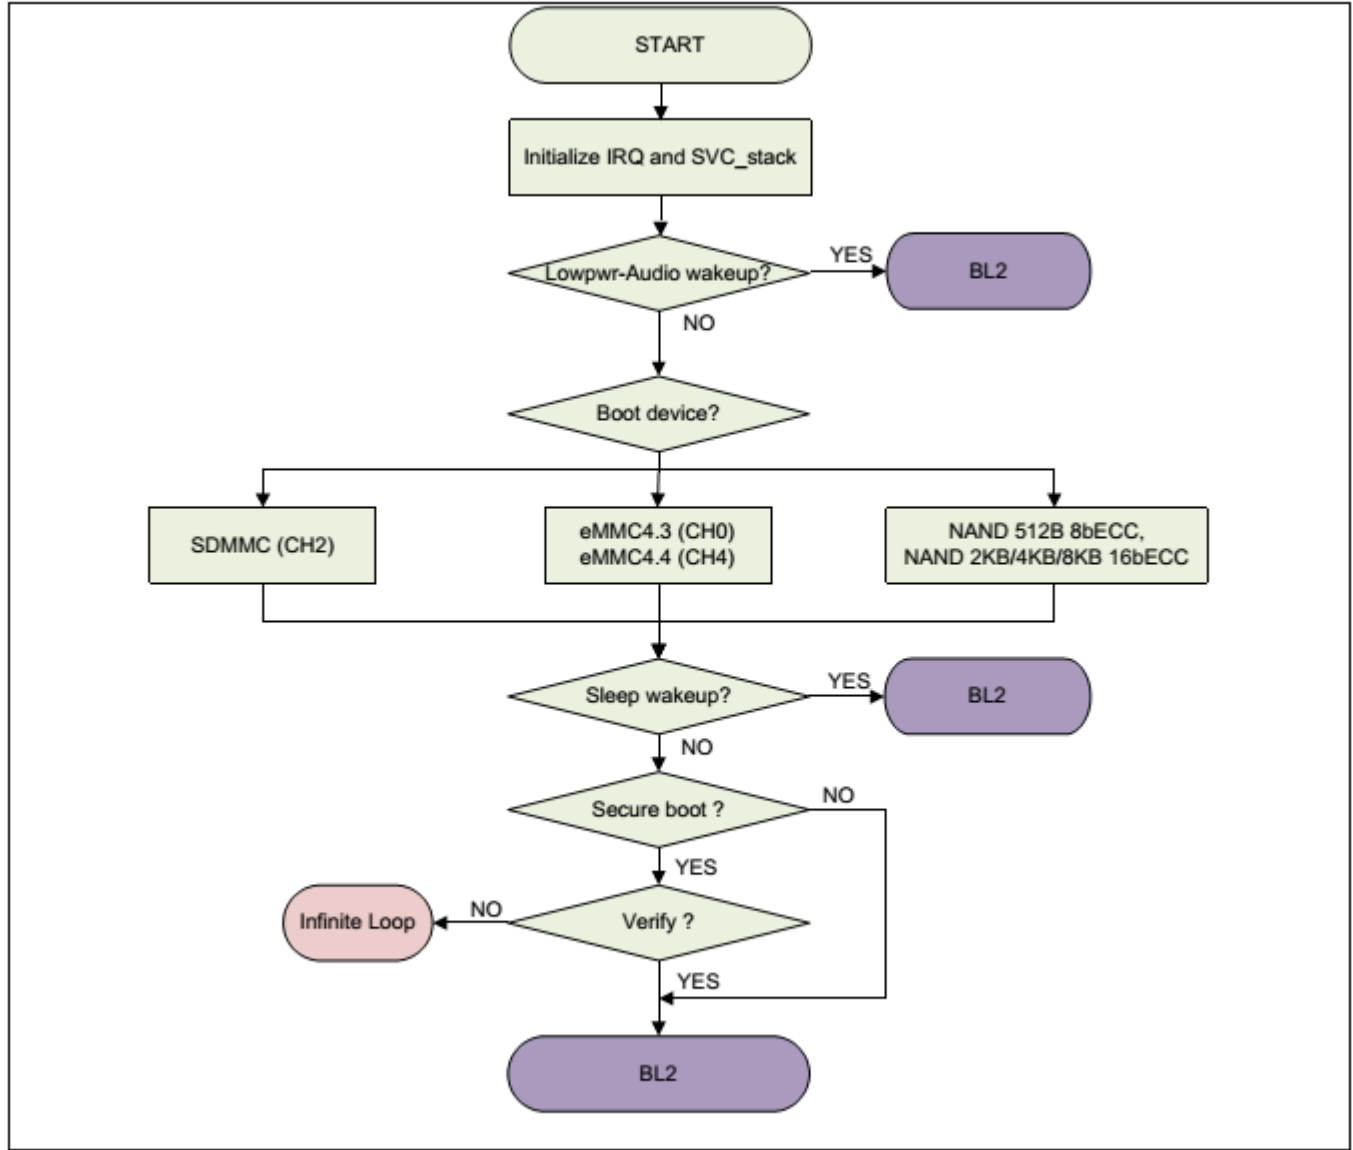 START
Initialize IRQ and SVC_stack
Lowpwr-Audio wakeup?
YES
BL2
NO
Boot device?
SDMMC (CH2)
eMMC4.3 (CH0)
eMMC4.4 (CH4)
NAND 512B 8bECC,
NAND 2KB/4KB/8KB 16bECC
Sleep wakeup?
YES
BL2
NO
Secure boot ?
NO
YES
Infinite Loop
NO
Verify ?
YES
BL2